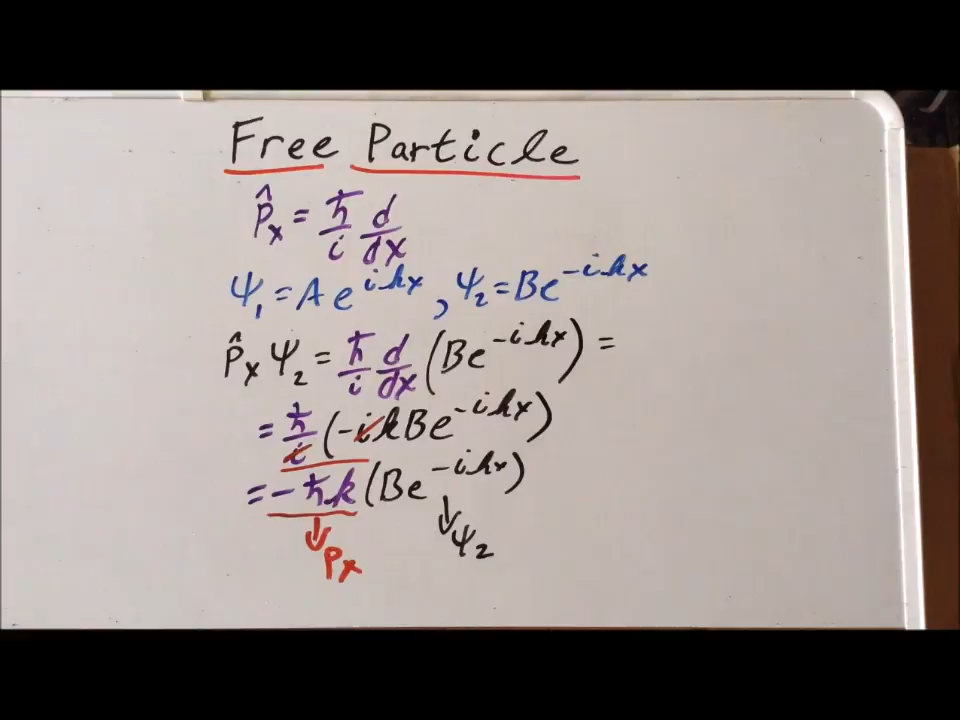 Free Particle
p̂ₓ = ħ/i d/dx
Ψ₁ = Ae^{ikx}, Ψ₂ = Be^{-ikx}
p̂ₓ Ψ₂ = ħ/i d/dx (Be^{-ikx}) =
= ħ/i (-ikBe^{-ikx})
= -ħk (Be^{-ikx})
↓ Ψ₂
↓ pₓ